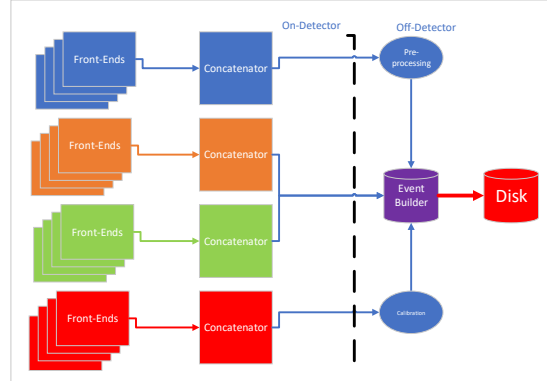 On-Detector
Off-Detector
Front-Ends
Concatenator
Pre-
processing
Front-Ends
Concatenator
Event
Builder
Disk
Front-Ends
Concatenator
Front-Ends
Concatenator
Calibration